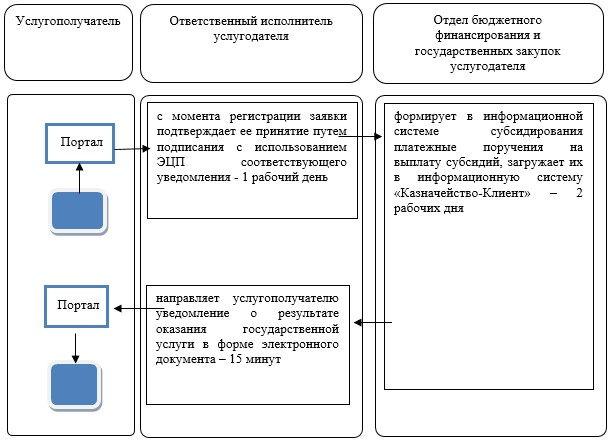 Услугополучатель
Ответственный исполнитель
услугодателя
Отдел бюджетного
финансирования и
государственных закупок
услугодателя
Портал
с момента регистрации заявки
подтверждает ее принятие путем
подписания с использованием
ЭЦП соответствующего
уведомления - 1 рабочий день
формирует в информационной
системе субсидирования
платежные поручения на
выплату субсидий, загружает их
в информационную систему
«Казначейство-Клиент» – 2
рабочих дня
Портал
направляет услугополучателю
уведомление о результате
оказания государственной
услуги в форме электронного
документа – 15 минут